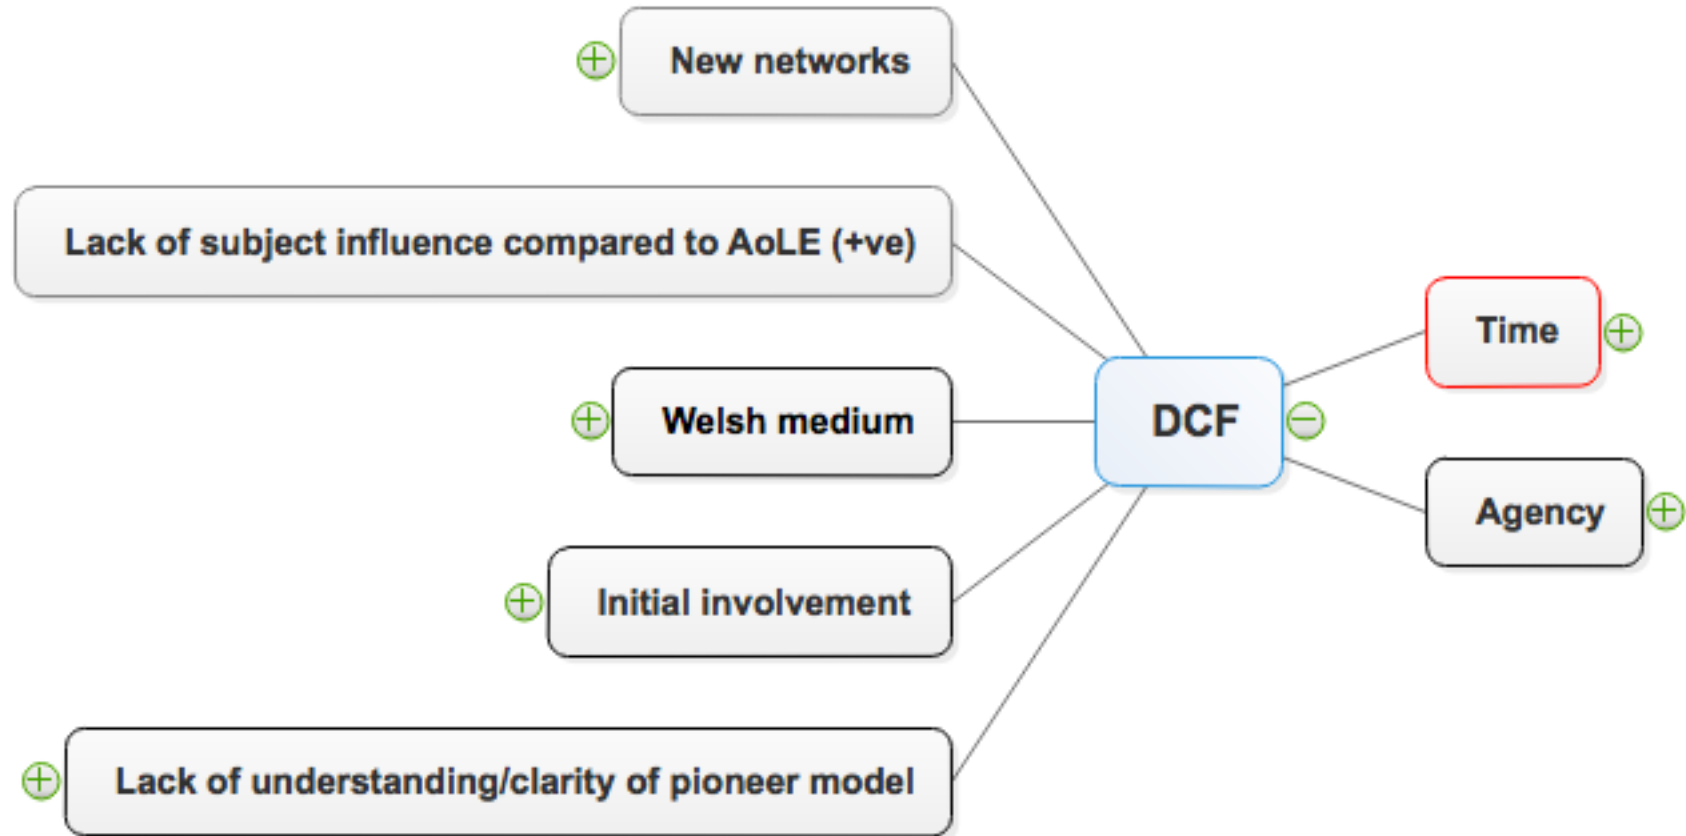 New networks
Lack of subject influence compared to AoLE (+ve)
Welsh medium
Initial involvement
Lack of understanding/clarity of pioneer model
DCF
Time
Agency